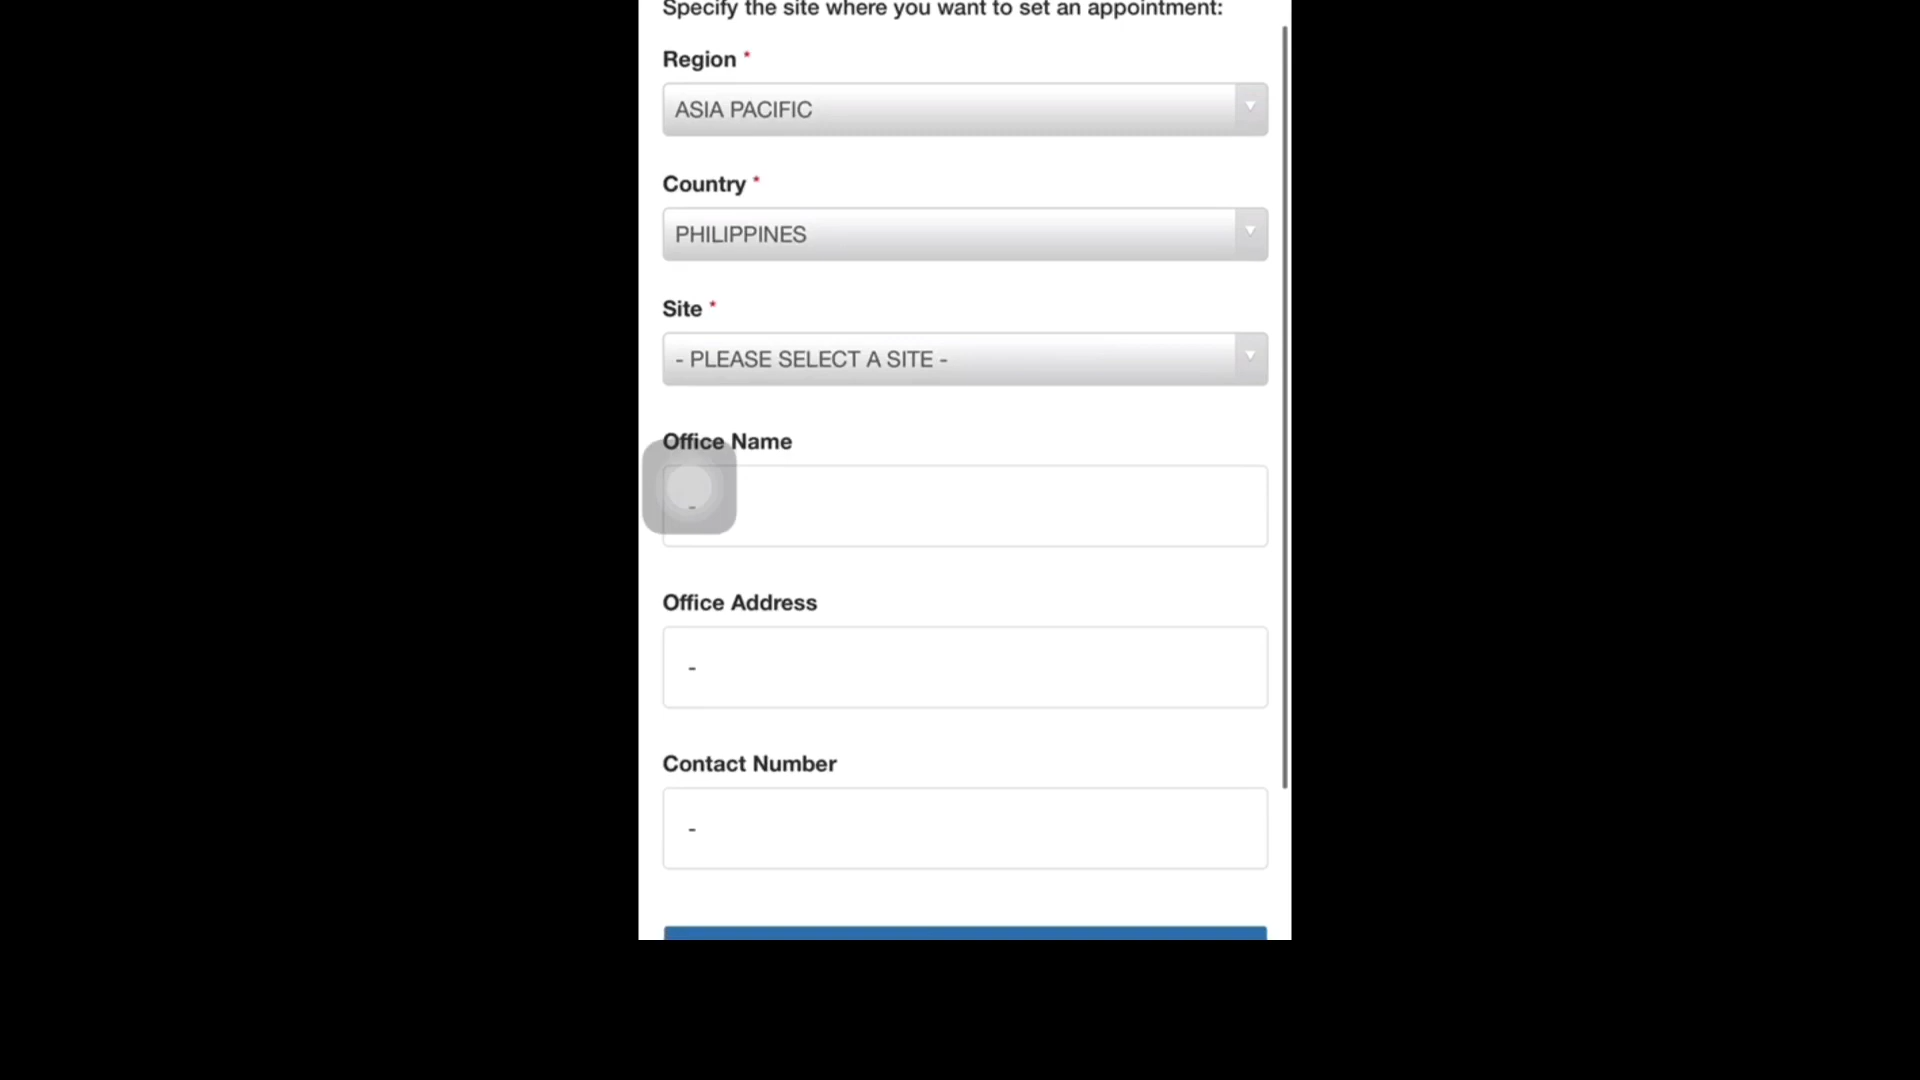 Specify the site where you want to set an appointment:
Region *
ASIA PACIFIC
Country *
PHILIPPINES
Site *
- PLEASE SELECT A SITE -
Office Name
-
Office Address
-
Contact Number
-